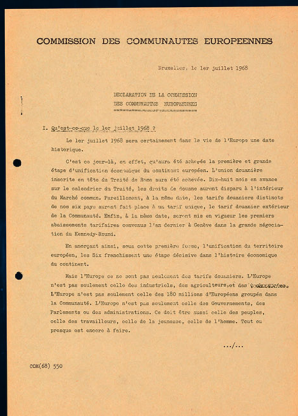 COMMISSION DES COMMUNAUTES EUROPEENNES
Bruxelles, le 1er juillet 1968
DECLARATION DE LA COMMISSION
DES COMMUNAUTES EUROPEENNES
I. Qu'est-ce-que le 1er juillet 1968 ?
Le 1er juillet 1968 sera certainement dans la vie de l'Europe une date
historique.
C'est ce jour-là, en effet, qu'aura été achevée la première et grande
étape d'unification économique du continent européen. L'union douanière
inscrite en tête du Traité de Rome aura été achevée. Dix-huit mois en avance
sur le calendrier du Traité, les droits de douane auront disparu à l'intérieur
du Marché commun. Parallèlement, à la même date, les tarifs douaniers distincts
de nos six pays auront fait place à un tarif unique, le tarif douanier extérieur
de la Communauté. Enfin, à la même date, seront mis en vigueur les premiers
abaissements tarifaires convenus l'an dernier à Genève dans la grande négocia-
tion du Kennedy-Round.
En marquant ainsi, sous cette première forme, l'unification du territoire
européen, les Six franchissent une étape décisive dans l'histoire économique
du continent.
Mais l'Europe ce ne sont pas seulement des tarifs douaniers. L'Europe
n'est pas seulement celle des industriels, des agriculteurs et des
L'Europe n'est pas seulement celle des 180 millions d'Européens groupés dans
la Communauté. L'Europe n'est pas seulement celle des Gouvernements, des
Parlements ou des administrations. Ce doit être aussi celle des peuples,
celle des travailleurs, celle de la jeunesse, celle de l'homme. Tout ou
presque est encore à faire.
.../...
DOM(68) 550